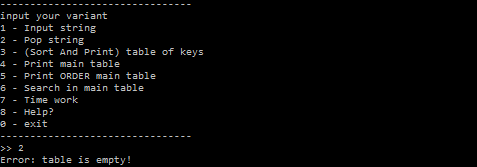 --------------------------------
input your variant
1 - Input string
2 - Pop string
3 - (Sort And Print) table of keys
4 - Print main table
5 - Print ORDER main table
6 - Search in main table
7 - Time work
8 - Help?
0 - exit
--------------------------------
>> 2
Error: table is empty!